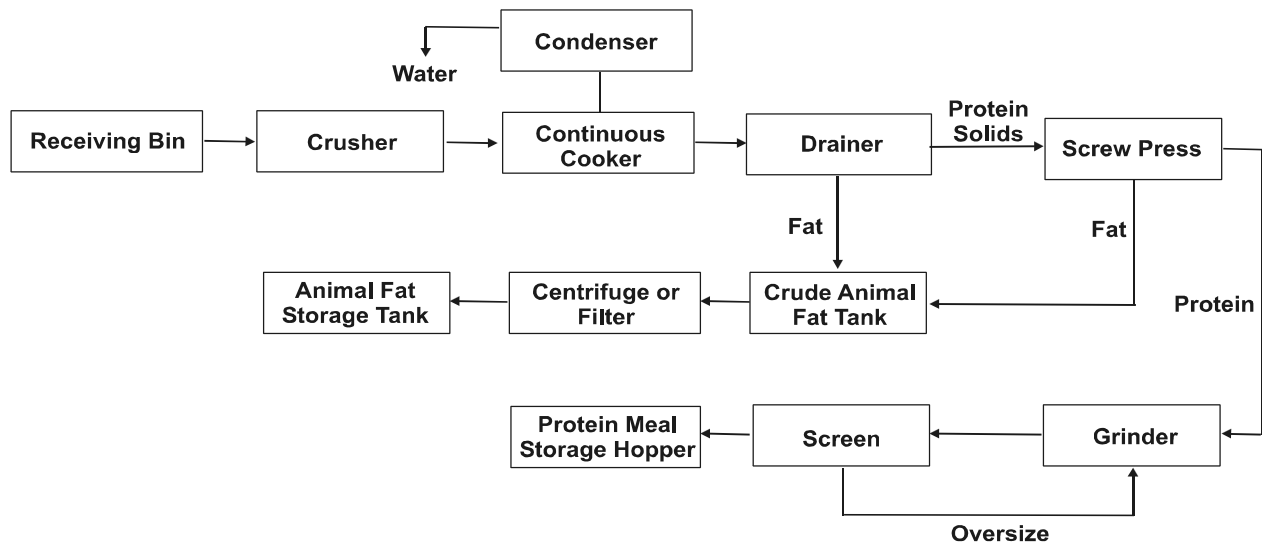 Condenser
Water
Receiving Bin
Crusher
Continuous
Cooker
Drainer
Protein
Solids
Screw Press
Fat
Fat
Animal Fat
Storage Tank
Centrifuge or
Filter
Crude Animal
Fat Tank
Protein
Protein Meal
Storage Hopper
Screen
Grinder
Oversize